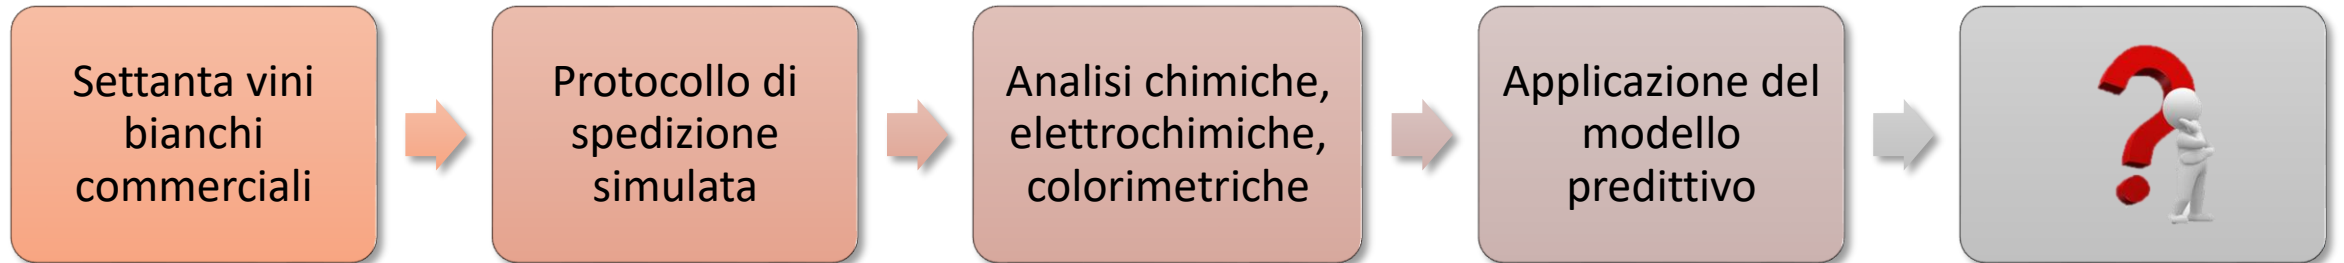 Settanta vini
bianchi
commerciali
Protocollo di
spedizione
simulata
Analisi chimiche,
elettrochimiche,
colorimetriche
Applicazione del
modello
predittivo